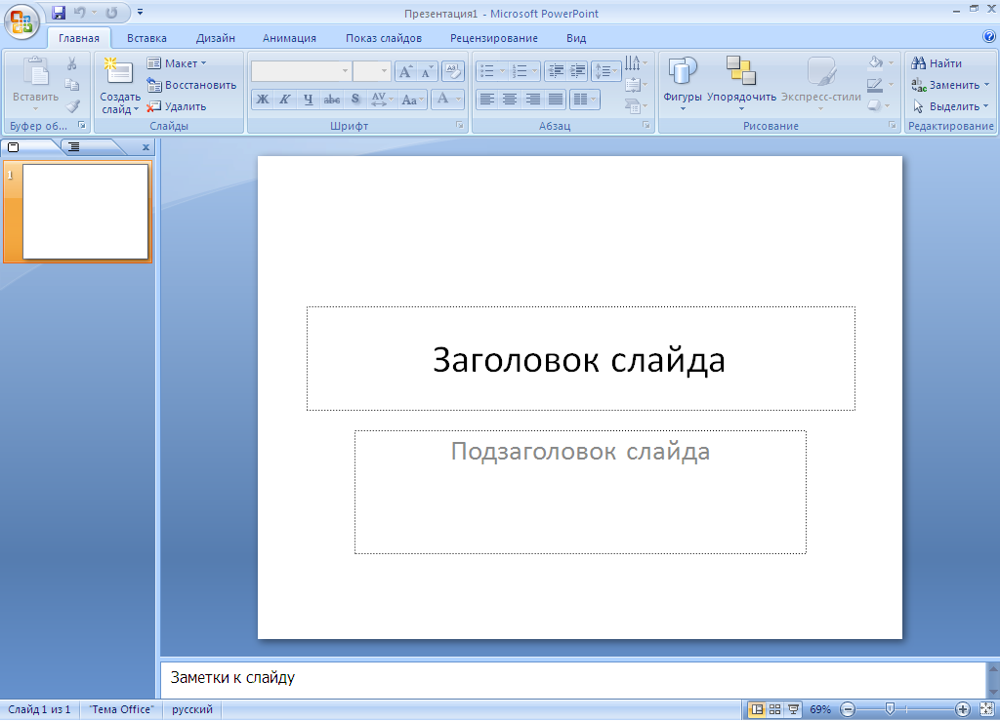 Презентация1 - Microsoft PowerPoint
Главная Вставка Дизайн Анимация Показ слайдов Рецензирование Вид
Вставить
Создать слайд
Макет
Восстановить
Удалить
Ж К Ч abc S AV Aa A
Фигуры Упорядочить Экспресс-стили
Найти
Заменить
Выделить
Буфер об... Слайды Шрифт Абзац Рисование Редактирование
1
Заголовок слайда
Подзаголовок слайда
Заметки к слайду
Слайд 1 из 1 "Тема Office" русский 69%